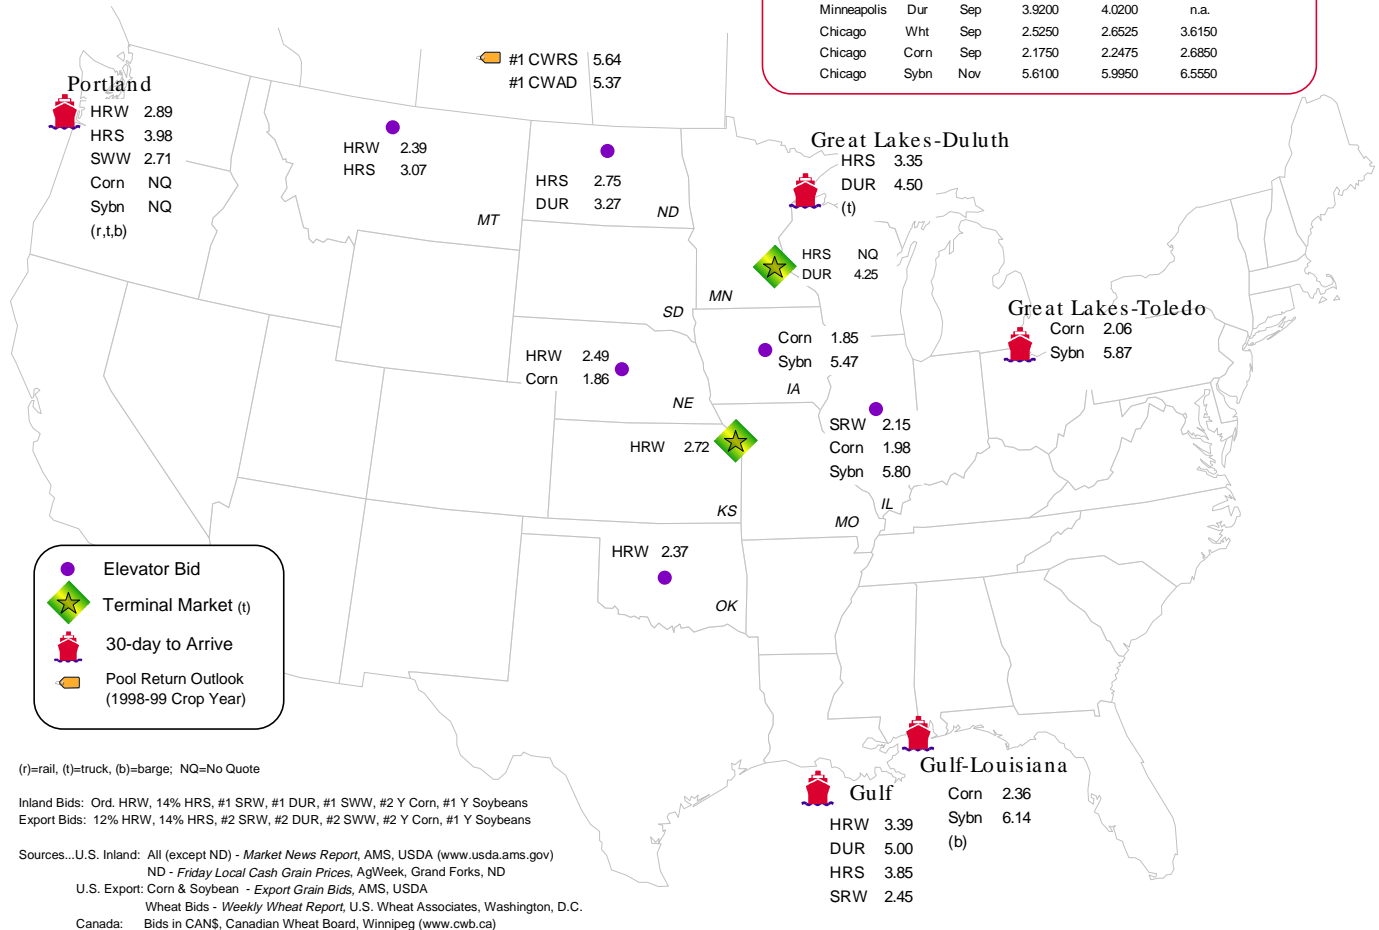 Minneapolis Dur Sep 3.9200 4.0200 n.a.
Chicago Wht Sep 2.5250 2.6525 3.6150
Chicago Corn Sep 2.1750 2.2475 2.6850
Chicago Sybn Nov 5.6100 5.9950 6.5550
#1 CWRS 5.64
#1 CWAD 5.37
Portland
HRW 2.89
HRS 3.98
SWW 2.71
Corn NQ
Sybn NQ
(r,t,b)
HRW 2.39
HRS 3.07
MT
HRS 2.75
DUR 3.27
ND
Great Lakes-Duluth
HRS 3.35
DUR 4.50
(t)
HRS NQ
DUR 4.25
MN
SD
Great Lakes-Toledo
Corn 2.06
Sybn 5.87
HRW 2.49
Corn 1.86
NE
Corn 1.85
Sybn 5.47
IA
SRW 2.15
Corn 1.98
Sybn 5.80
IL
HRW 2.72
KS
MO
HRW 2.37
OK
Elevator Bid
Terminal Market (t)
30-day to Arrive
Pool Return Outlook
(1998-99 Crop Year)
Gulf-Louisiana
Corn 2.36
Sybn 6.14
(b)
Gulf
HRW 3.39
DUR 5.00
HRS 3.85
SRW 2.45
(r)=rail, (t)=truck, (b)=barge; NQ=No Quote
Inland Bids: Ord. HRW, 14% HRS, #1 SRW, #1 DUR, #1 SWW, #2 Y Corn, #1 Y Soybeans
Export Bids: 12% HRW, 14% HRS, #2 SRW, #2 DUR, #2 SWW, #2 Y Corn, #1 Y Soybeans
Sources...U.S. Inland: All (except ND) - Market News Report, AMS, USDA (www.usda.ams.gov)
ND - Friday Local Cash Grain Prices, AgWeek, Grand Forks, ND
U.S. Export: Corn & Soybean - Export Grain Bids, AMS, USDA
Wheat Bids - Weekly Wheat Report, U.S. Wheat Associates, Washington, D.C.
Canada: Bids in CAN$, Canadian Wheat Board, Winnipeg (www.cwb.ca)